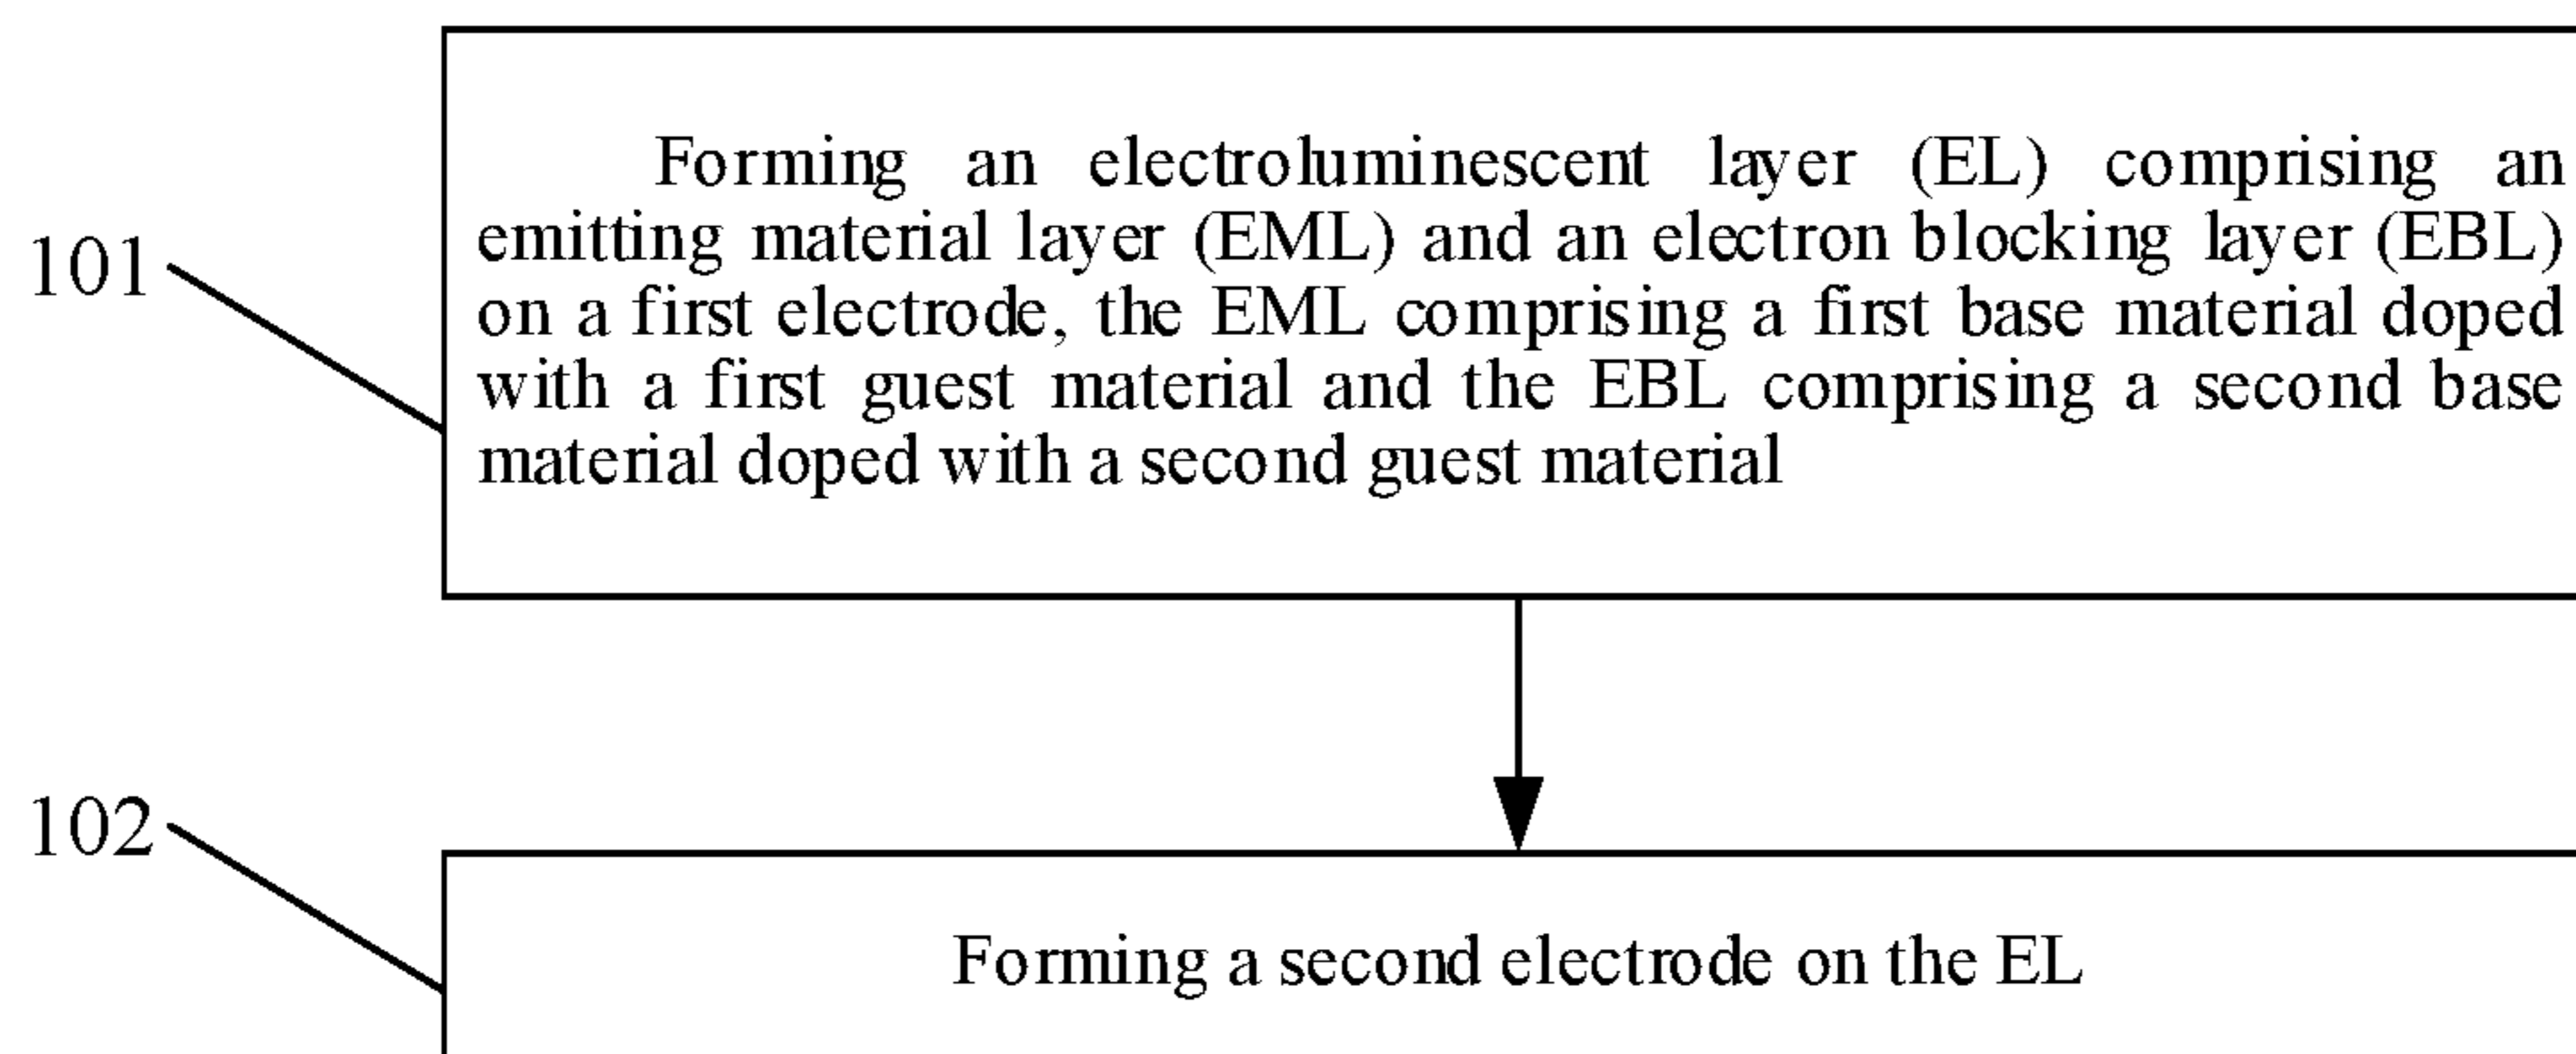 Forming an electroluminescent layer (EL) comprising an
emitting material layer (EML) and an electron blocking layer (EBL)
101
on a first electrode, the EML comprising a first base material doped
with a first guest material and the EBL comprising a second base
material doped with a second guest material
102
Forming a second electrode on the EL